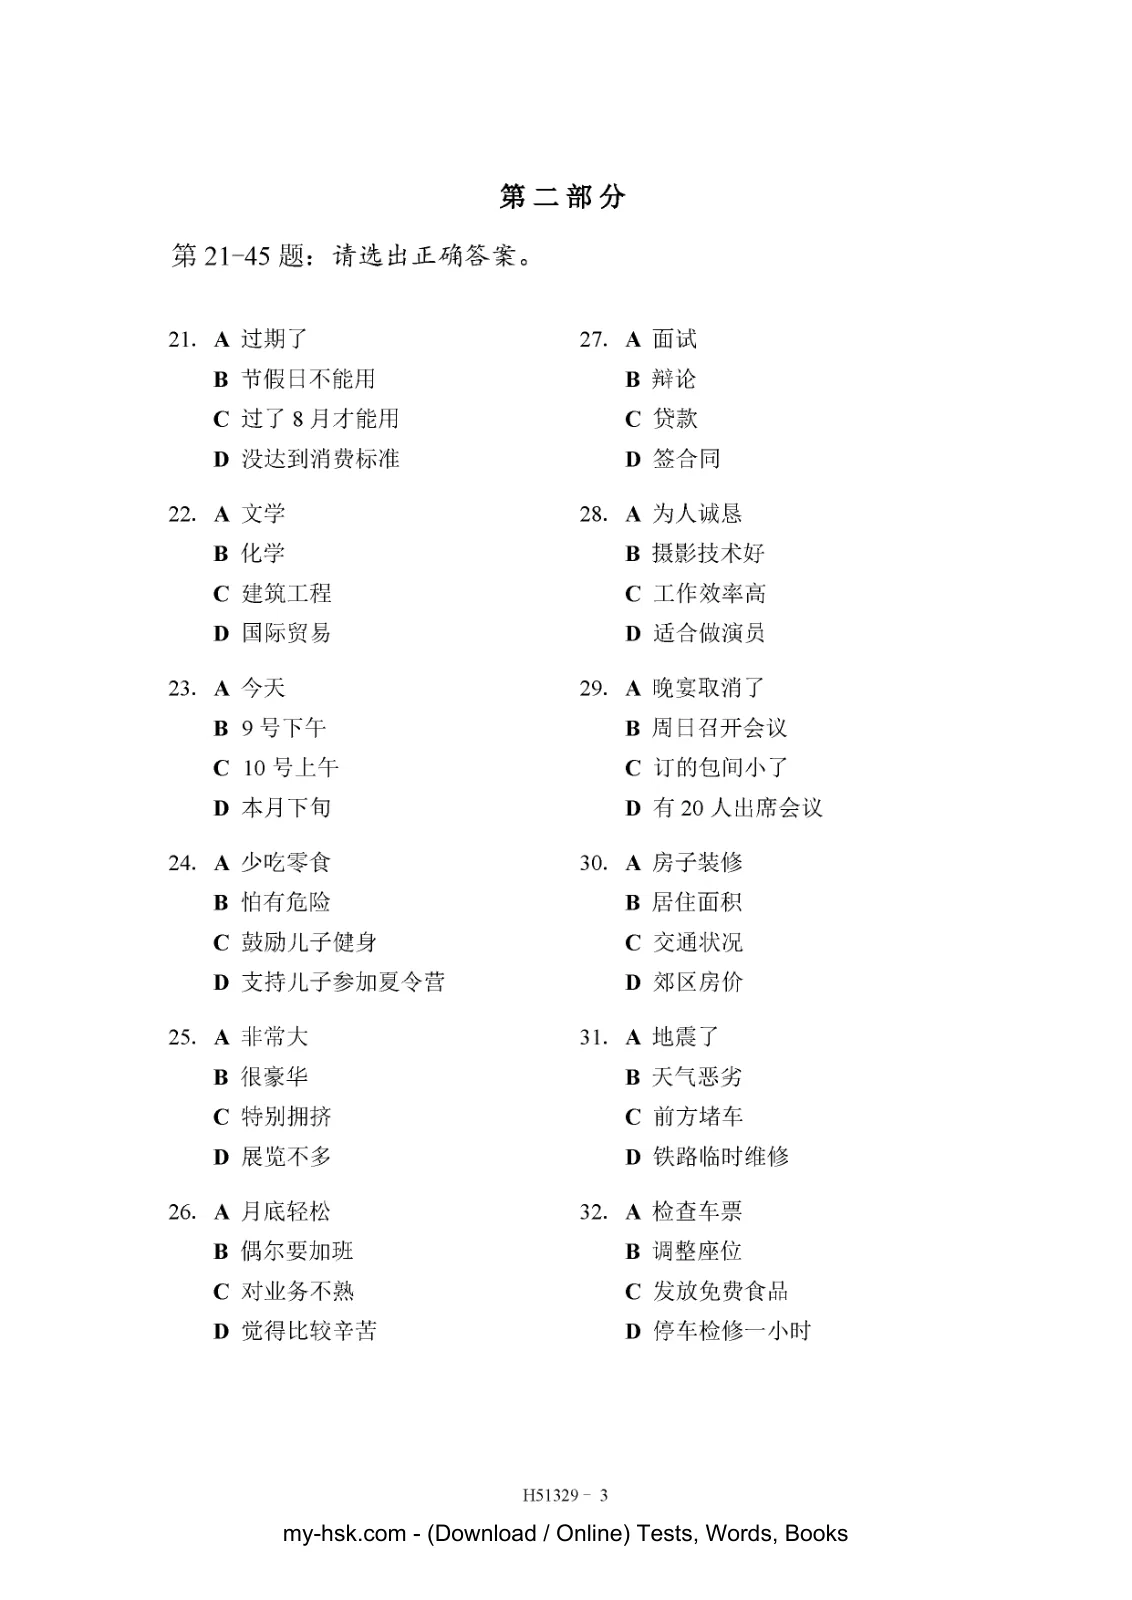 第二部分
第 21-45 题：请选出正确答案。
21. A 过期了
B 节假日不能用
C 过了 8 月才能用
D 没达到消费标准
22. A 文学
B 化学
C 建筑工程
D 国际贸易
23. A 今天
B 9 号下午
C 10 号上午
D 本月下旬
24. A 少吃零食
B 怕有危险
C 鼓励儿子健身
D 支持儿子参加夏令营
25. A 非常大
B 很豪华
C 特别拥挤
D 展览不多
26. A 月底轻松
B 偶尔要加班
C 对业务不熟
D 觉得比较辛苦
27. A 面试
B 辩论
C 贷款
D 签合同
28. A 为人诚恳
B 摄影技术好
C 工作效率高
D 适合做演员
29. A 晚宴取消了
B 周日召开会议
C 订的包间小了
D 有 20 人出席会议
30. A 房子装修
B 居住面积
C 交通状况
D 郊区房价
31. A 地震了
B 天气恶劣
C 前方堵车
D 铁路临时维修
32. A 检查车票
B 调整座位
C 发放免费食品
D 停车检修一小时
H51329 - 3
my-hsk.com - (Download / Online) Tests, Words, Books